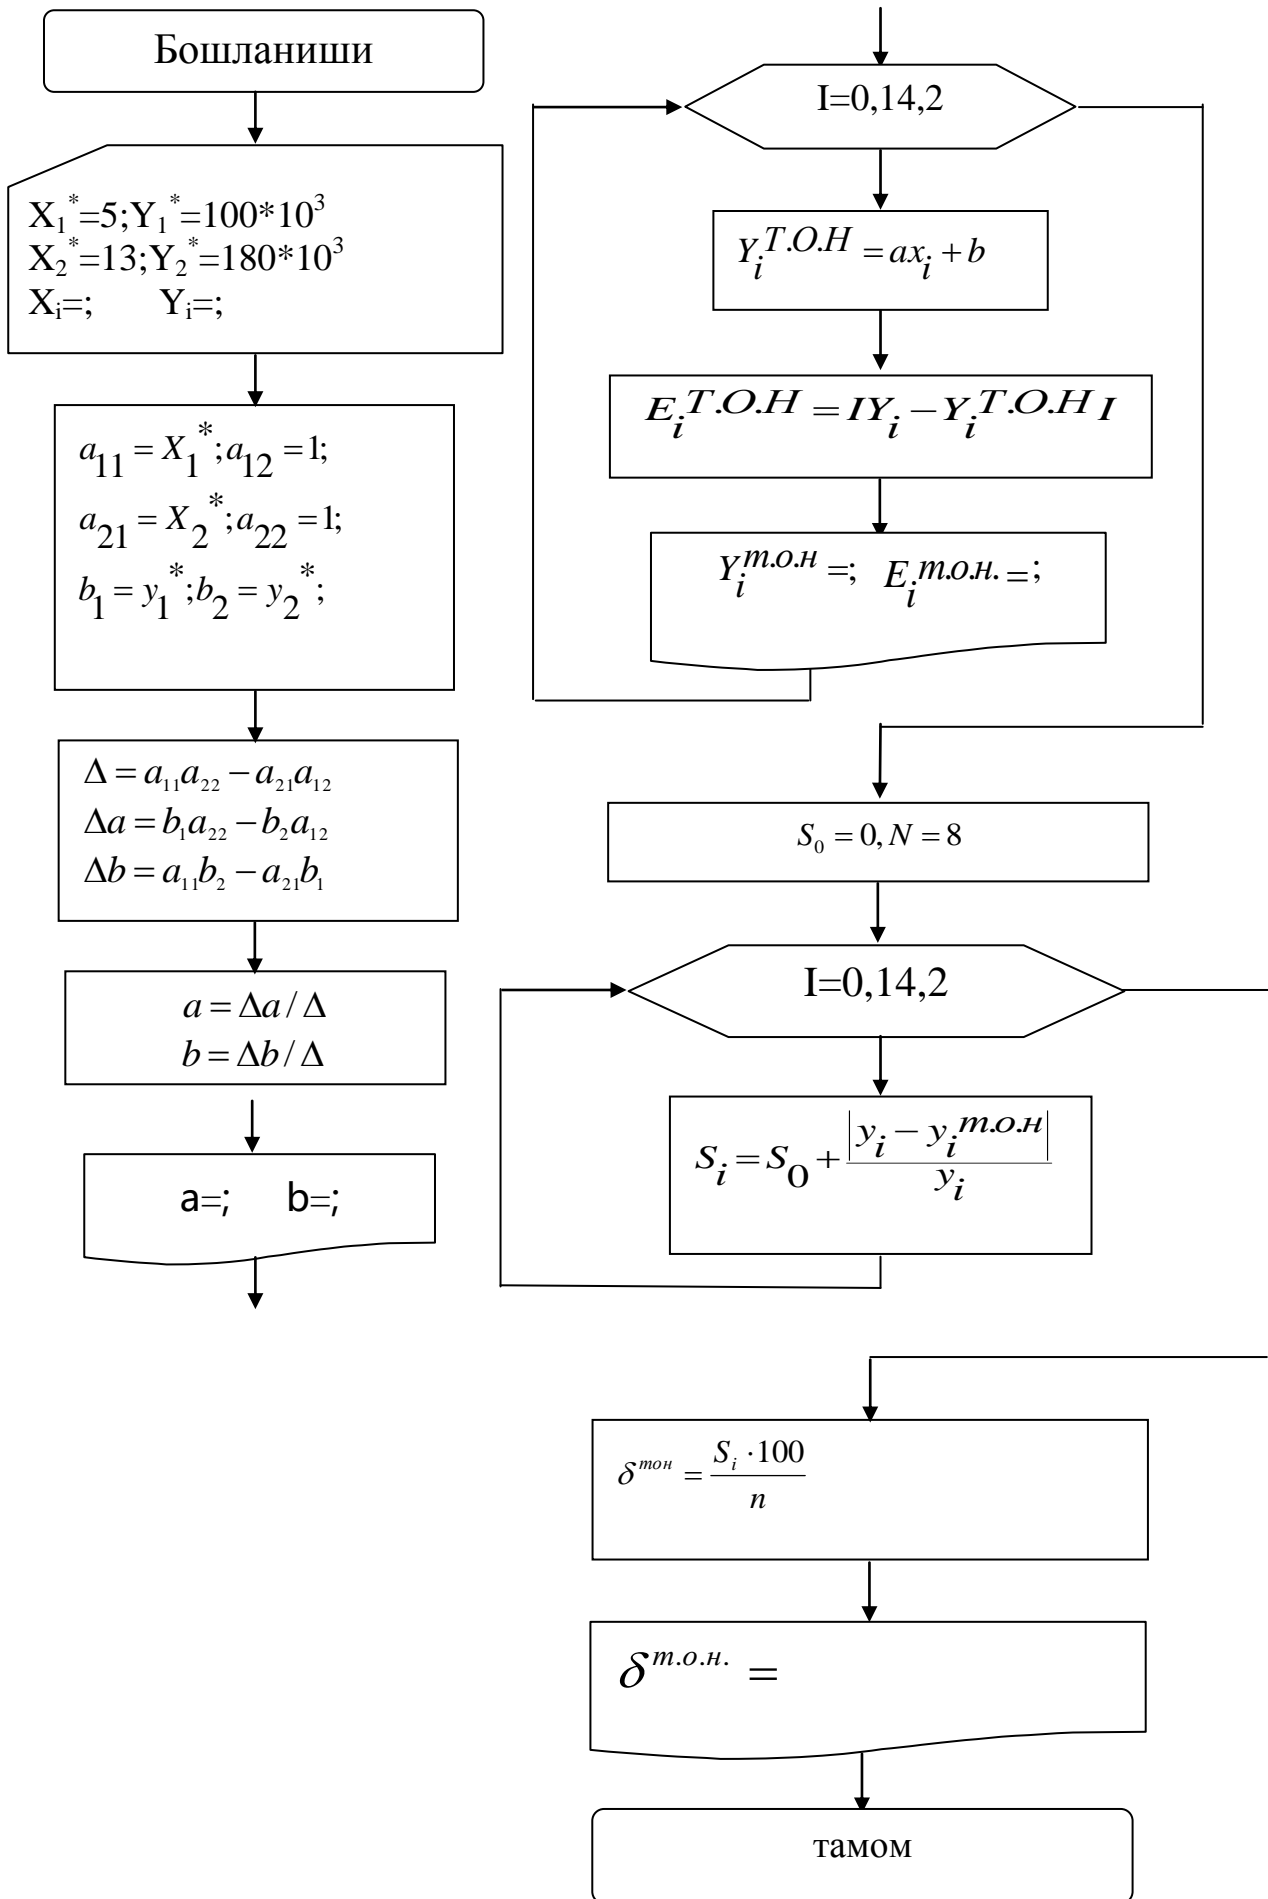 Бошланиши
X₁*=5;Y₁*=100*10³
X₂*=13;Y₂*=180*10³
Xᵢ=; Yᵢ=;
a₁₁ = X₁*; a₁₂ = 1;
a₂₁ = X₂*; a₂₂ = 1;
b₁ = y₁*; b₂ = y₂*;
Δ = a₁₁a₂₂ − a₂₁a₁₂
Δa = b₁a₂₂ − b₂a₁₂
Δb = a₁₁b₂ − a₂₁b₁
a = Δa / Δ
b = Δb / Δ
a=; b=;
I=0,14,2
Yᵢ^Т.О.Н = axᵢ + b
Eᵢ^Т.О.Н = IYᵢ − Yᵢ^Т.О.Н I
Yᵢ^т.о.н =; Eᵢ^т.о.н. =;
S₀ = 0, N = 8
I=0,14,2
Sᵢ = S₀ + |yᵢ − yᵢ^т.о.н| / yᵢ
δ^тон = Sᵢ · 100 / n
δ^т.о.н. =
тамом